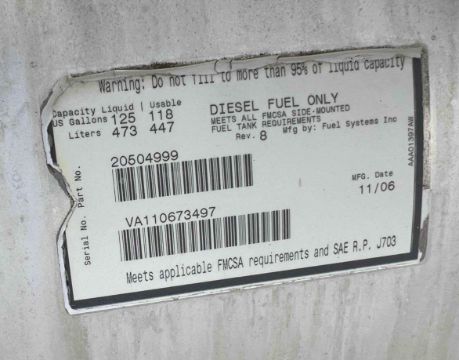 Warning: Do not fill to more than 95% of liquid capacity
Capacity Liquid | Usable
US Gallons 125 118
Liters 473 447
DIESEL FUEL ONLY
MEETS ALL FMCSA SIDE-MOUNTED
FUEL TANK REQUIREMENTS
Rev. 8 Mfg by: Fuel Systems Inc
Part No. 20504999
MFG. Date
11/06
Serial No. VA110673497
Meets applicable FMCSA requirements and SAE R.P. J703